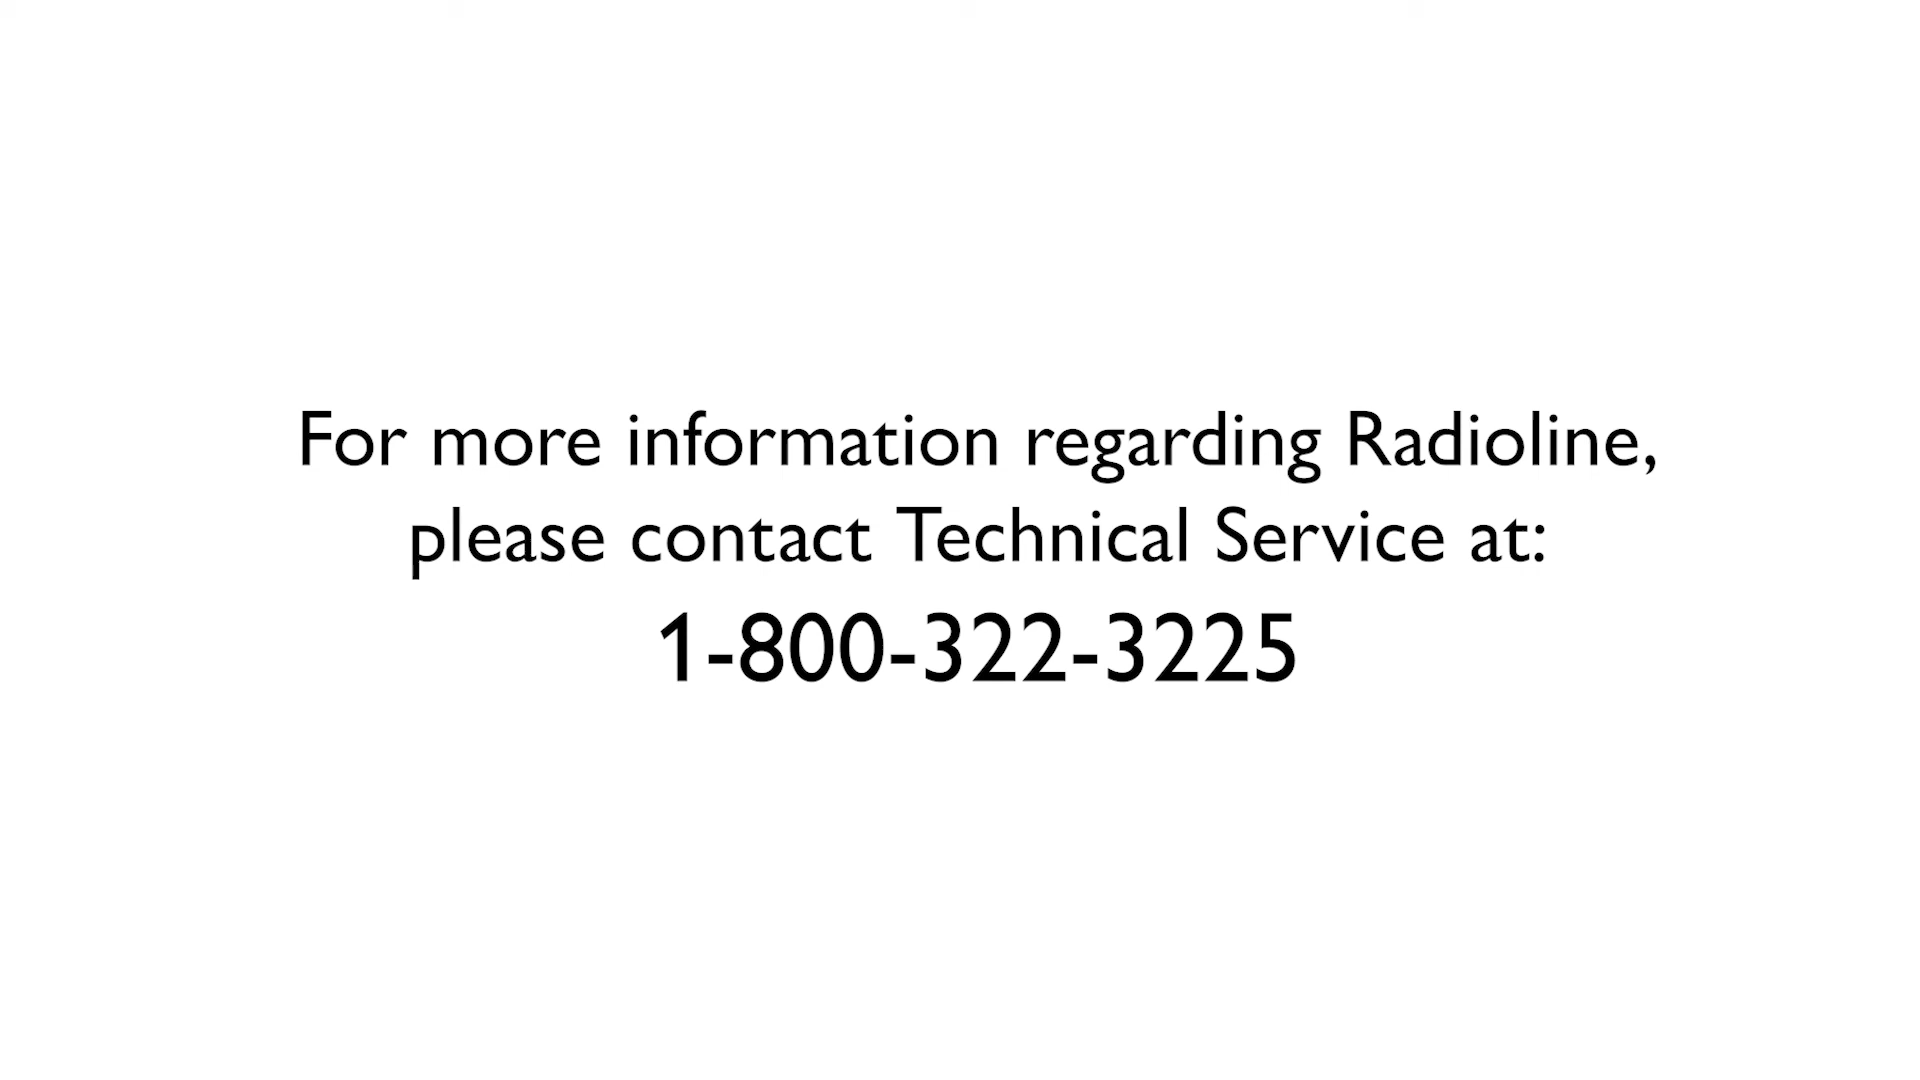 For more information regarding Radioline,
please contact Technical Service at:
1-800-322-3225